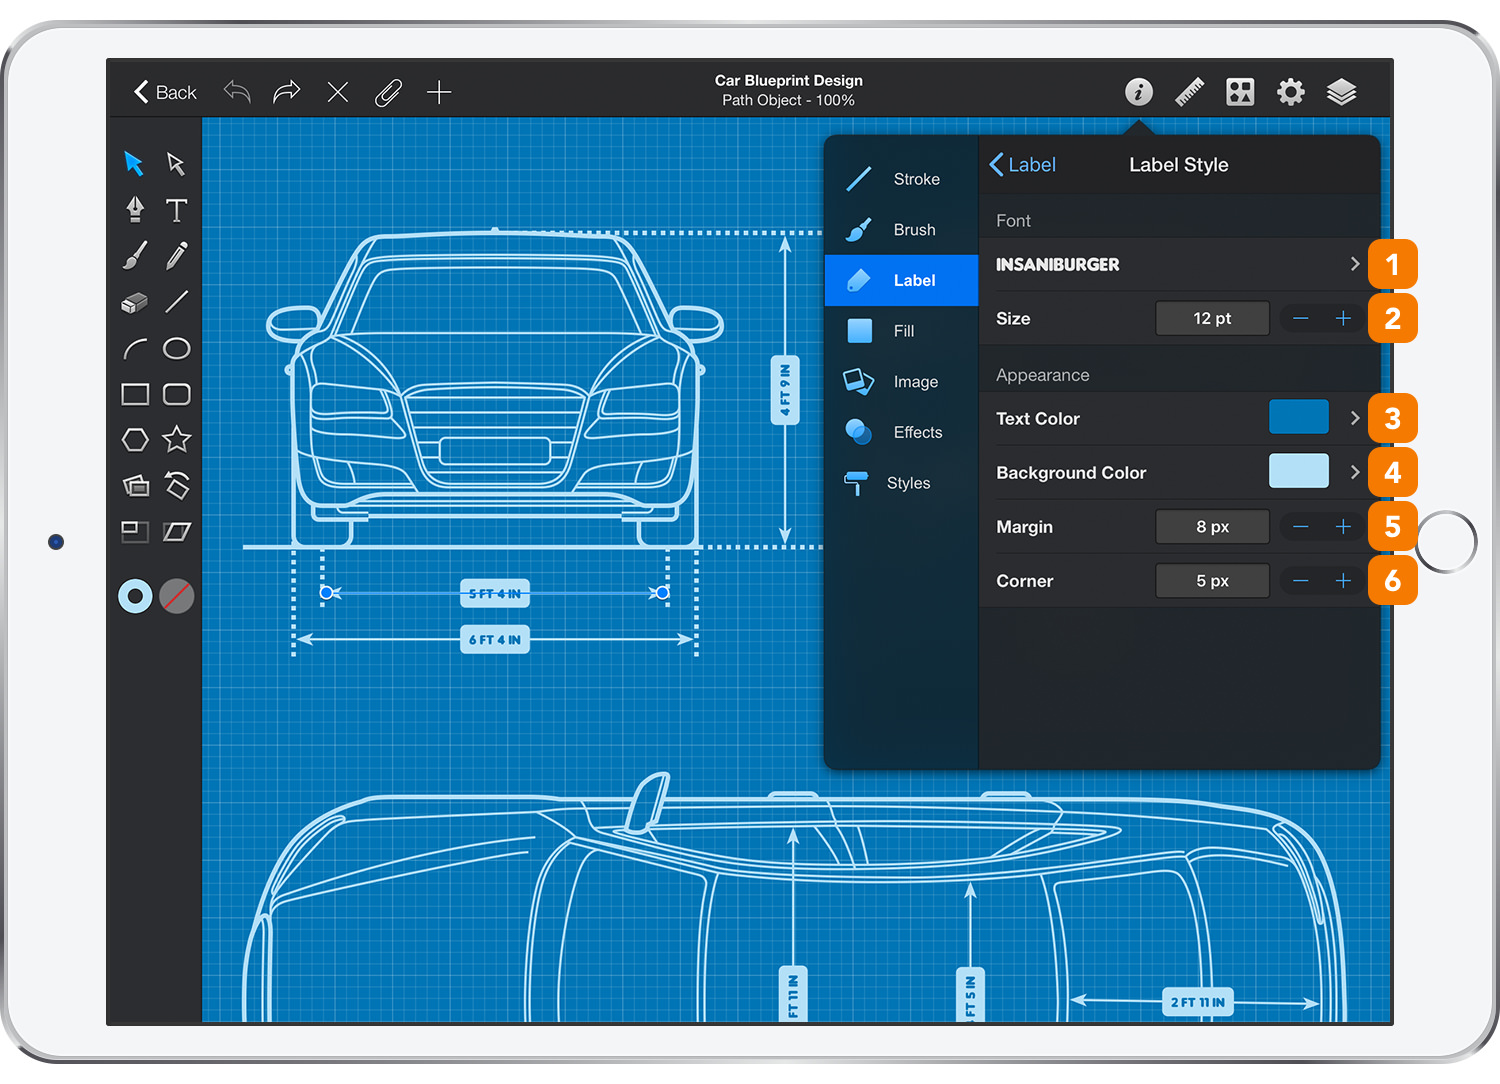 Back
Car Blueprint Design
Path Object - 100%
Stroke
Brush
Label
Fill
Image
Effects
Styles
Label
Label Style
Font
INSANIBURGER
1
Size
12 pt
2
Appearance
Text Color
3
Background Color
4
Margin
8 px
5
Corner
5 px
6
4 FT 9 IN
5 FT 4 IN
6 FT 4 IN
FT 11 IN
FT 5 IN
2 FT 11 IN